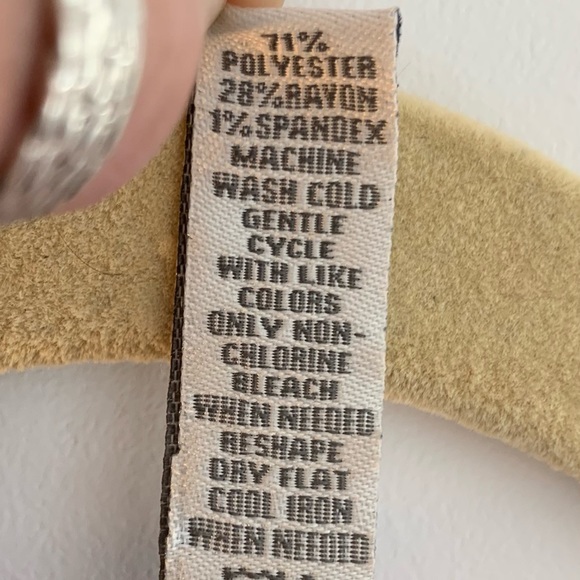 71%
POLYESTER
28%RAYON
1%SPANDEX
MACHINE
WASH COLD
GENTLE
CYCLE
WITH LIKE
COLORS
ONLY NON-
CHLORINE
BLEACH
WHEN NEEDED
RESHAPE
DRY FLAT
COOL IRON
WHEN NEEDED